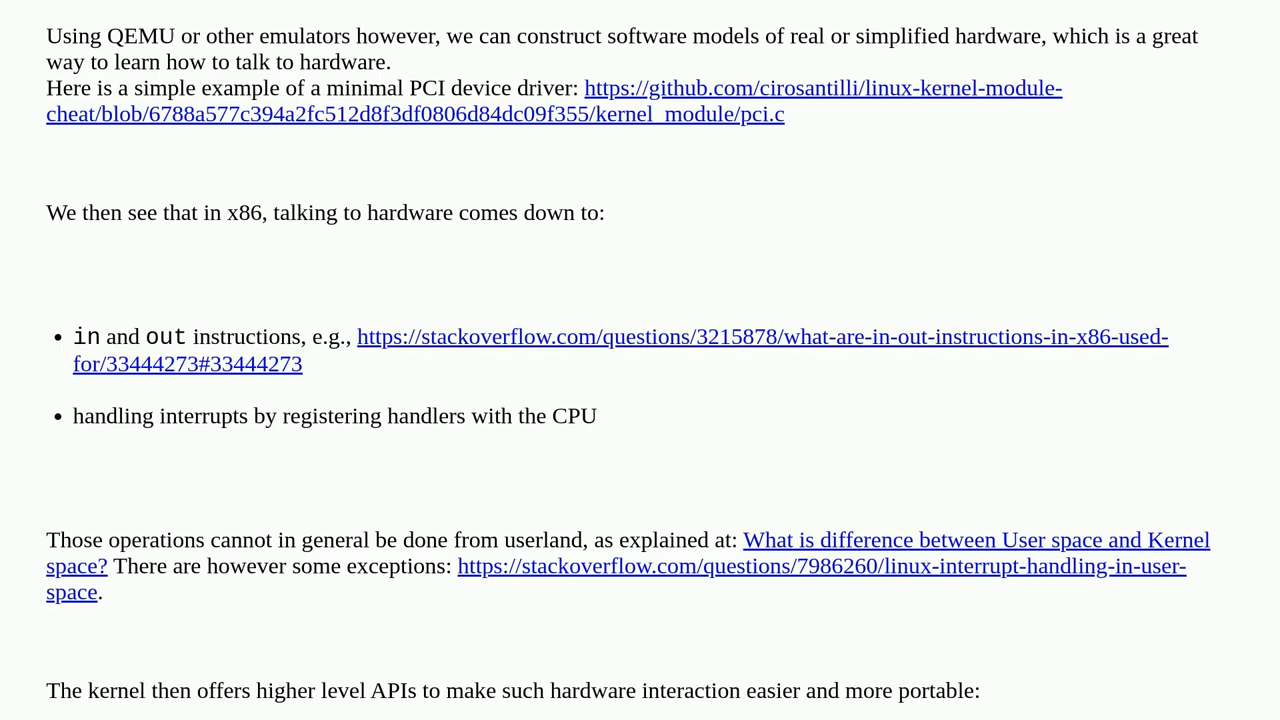 Using QEMU or other emulators however, we can construct software models of real or simplified hardware, which is a great
way to learn how to talk to hardware.
Here is a simple example of a minimal PCI device driver: https://github.com/cirosantilli/linux-kernel-module-
cheat/blob/6788a577c394a2fc512d8f3df0806d84dc09f355/kernel_module/pci.c
We then see that in x86, talking to hardware comes down to:
• in and out instructions, e.g., https://stackoverflow.com/questions/3215878/what-are-in-out-instructions-in-x86-used-
for/33444273#33444273
• handling interrupts by registering handlers with the CPU
Those operations cannot in general be done from userland, as explained at: What is difference between User space and Kernel
space? There are however some exceptions: https://stackoverflow.com/questions/7986260/linux-interrupt-handling-in-user-
space.
The kernel then offers higher level APIs to make such hardware interaction easier and more portable: